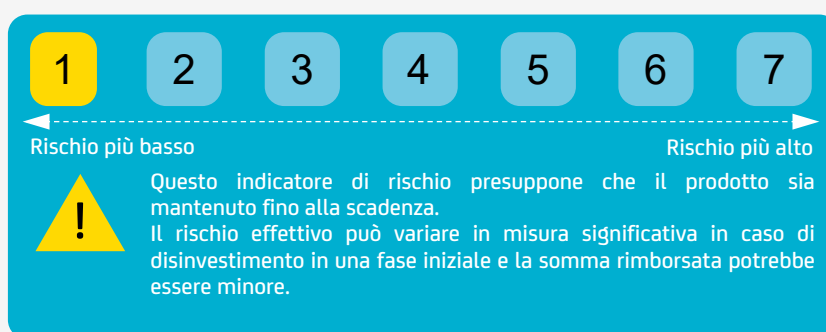 1 2 3 4 5 6 7
Rischio più basso Rischio più alto
!
Questo indicatore di rischio presuppone che il prodotto sia
mantenuto fino alla scadenza.
Il rischio effettivo può variare in misura significativa in caso di
disinvestimento in una fase iniziale e la somma rimborsata potrebbe
essere minore.